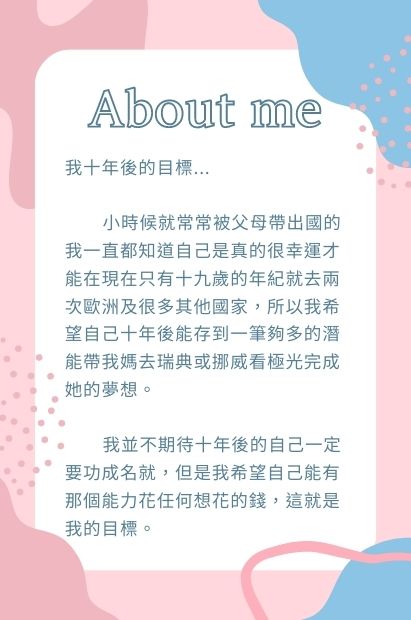 About me
我十年後的目標...
小時候就常常被父母帶出國的
我一直都知道自己是真的很幸運才
能在現在只有十九歲的年紀就去兩
次歐洲及很多其他國家，所以我希
望自己十年後能存到一筆夠多的潛
能帶我媽去瑞典或挪威看極光完成
她的夢想。
我並不期待十年後的自己一定
要功成名就，但是我希望自己能有
那個能力花任何想花的錢，這就是
我的目標。